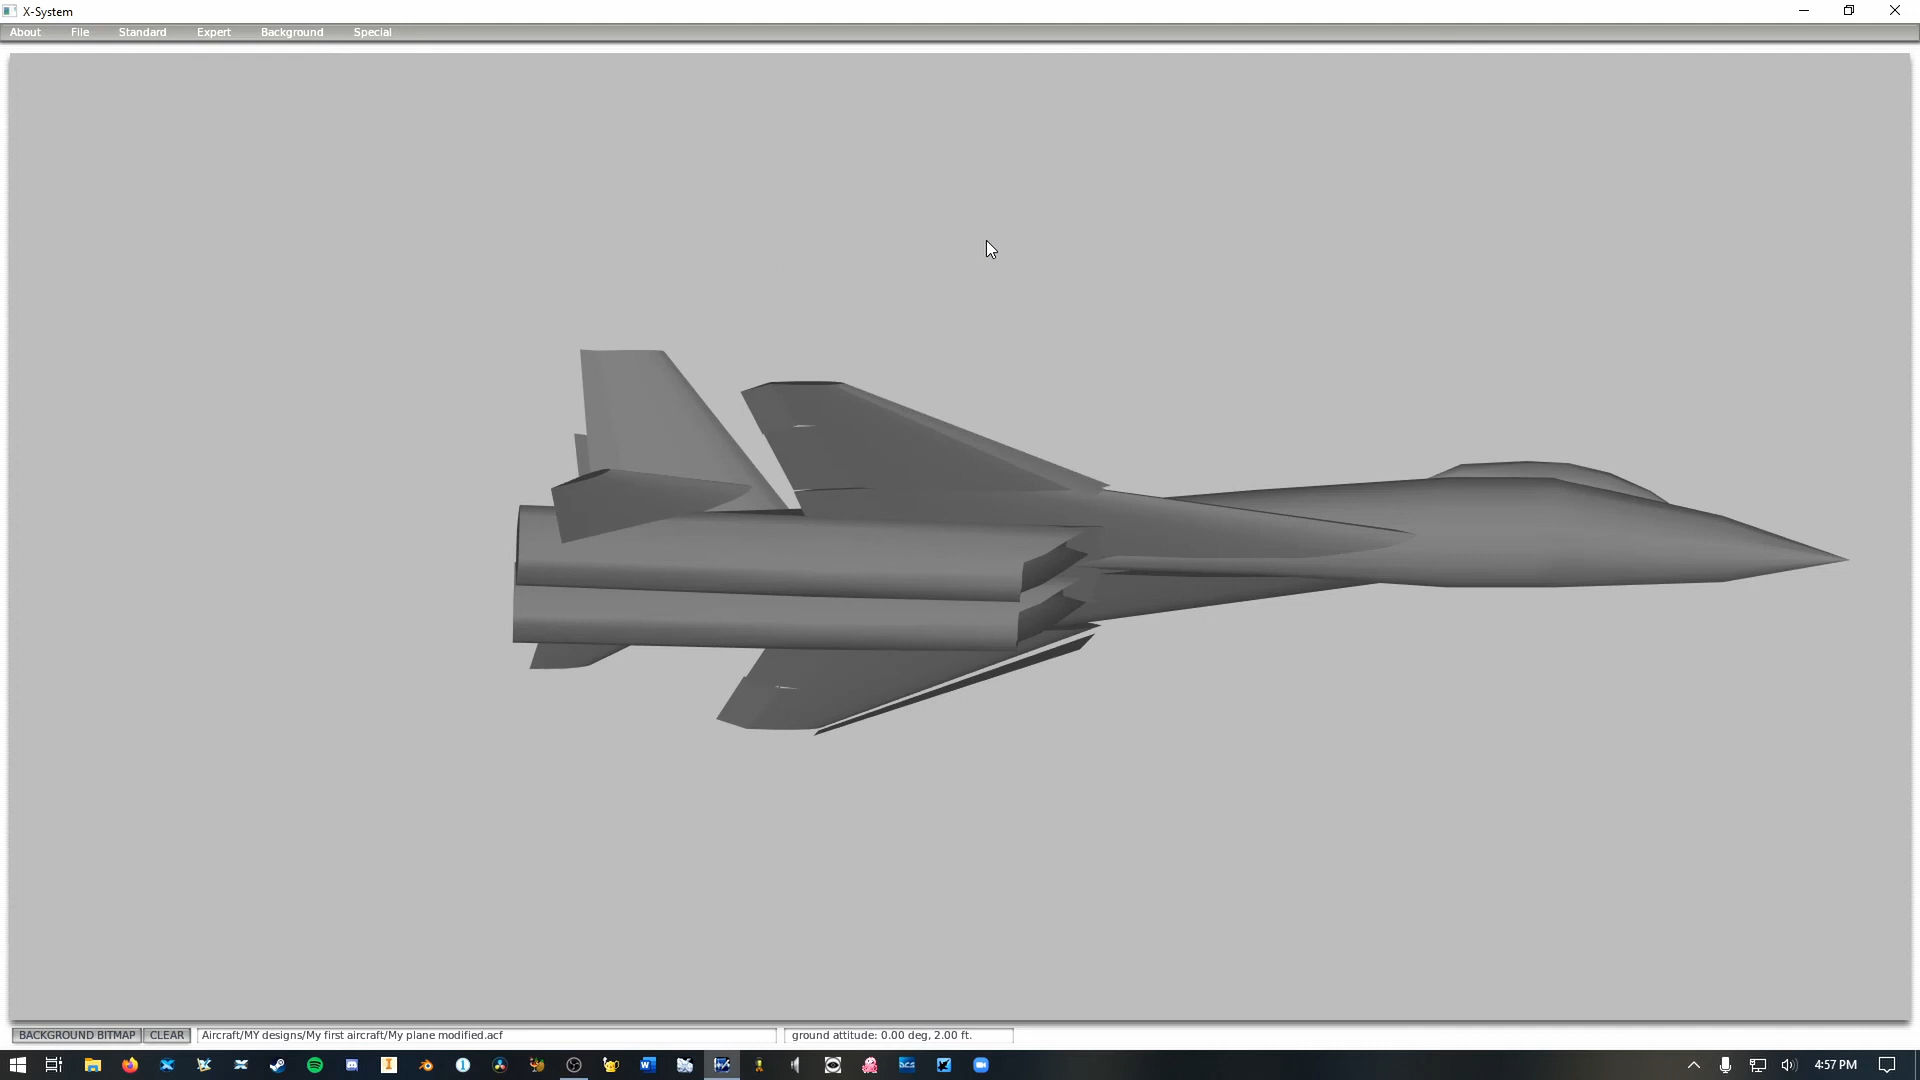 X-System
About File Standard Expert Background Special
BACKGROUND BITMAP CLEAR Aircraft/MY designs/My first aircraft/My plane modified.acf ground attitude: 0.00 deg, 2.00 ft.
4:57 PM